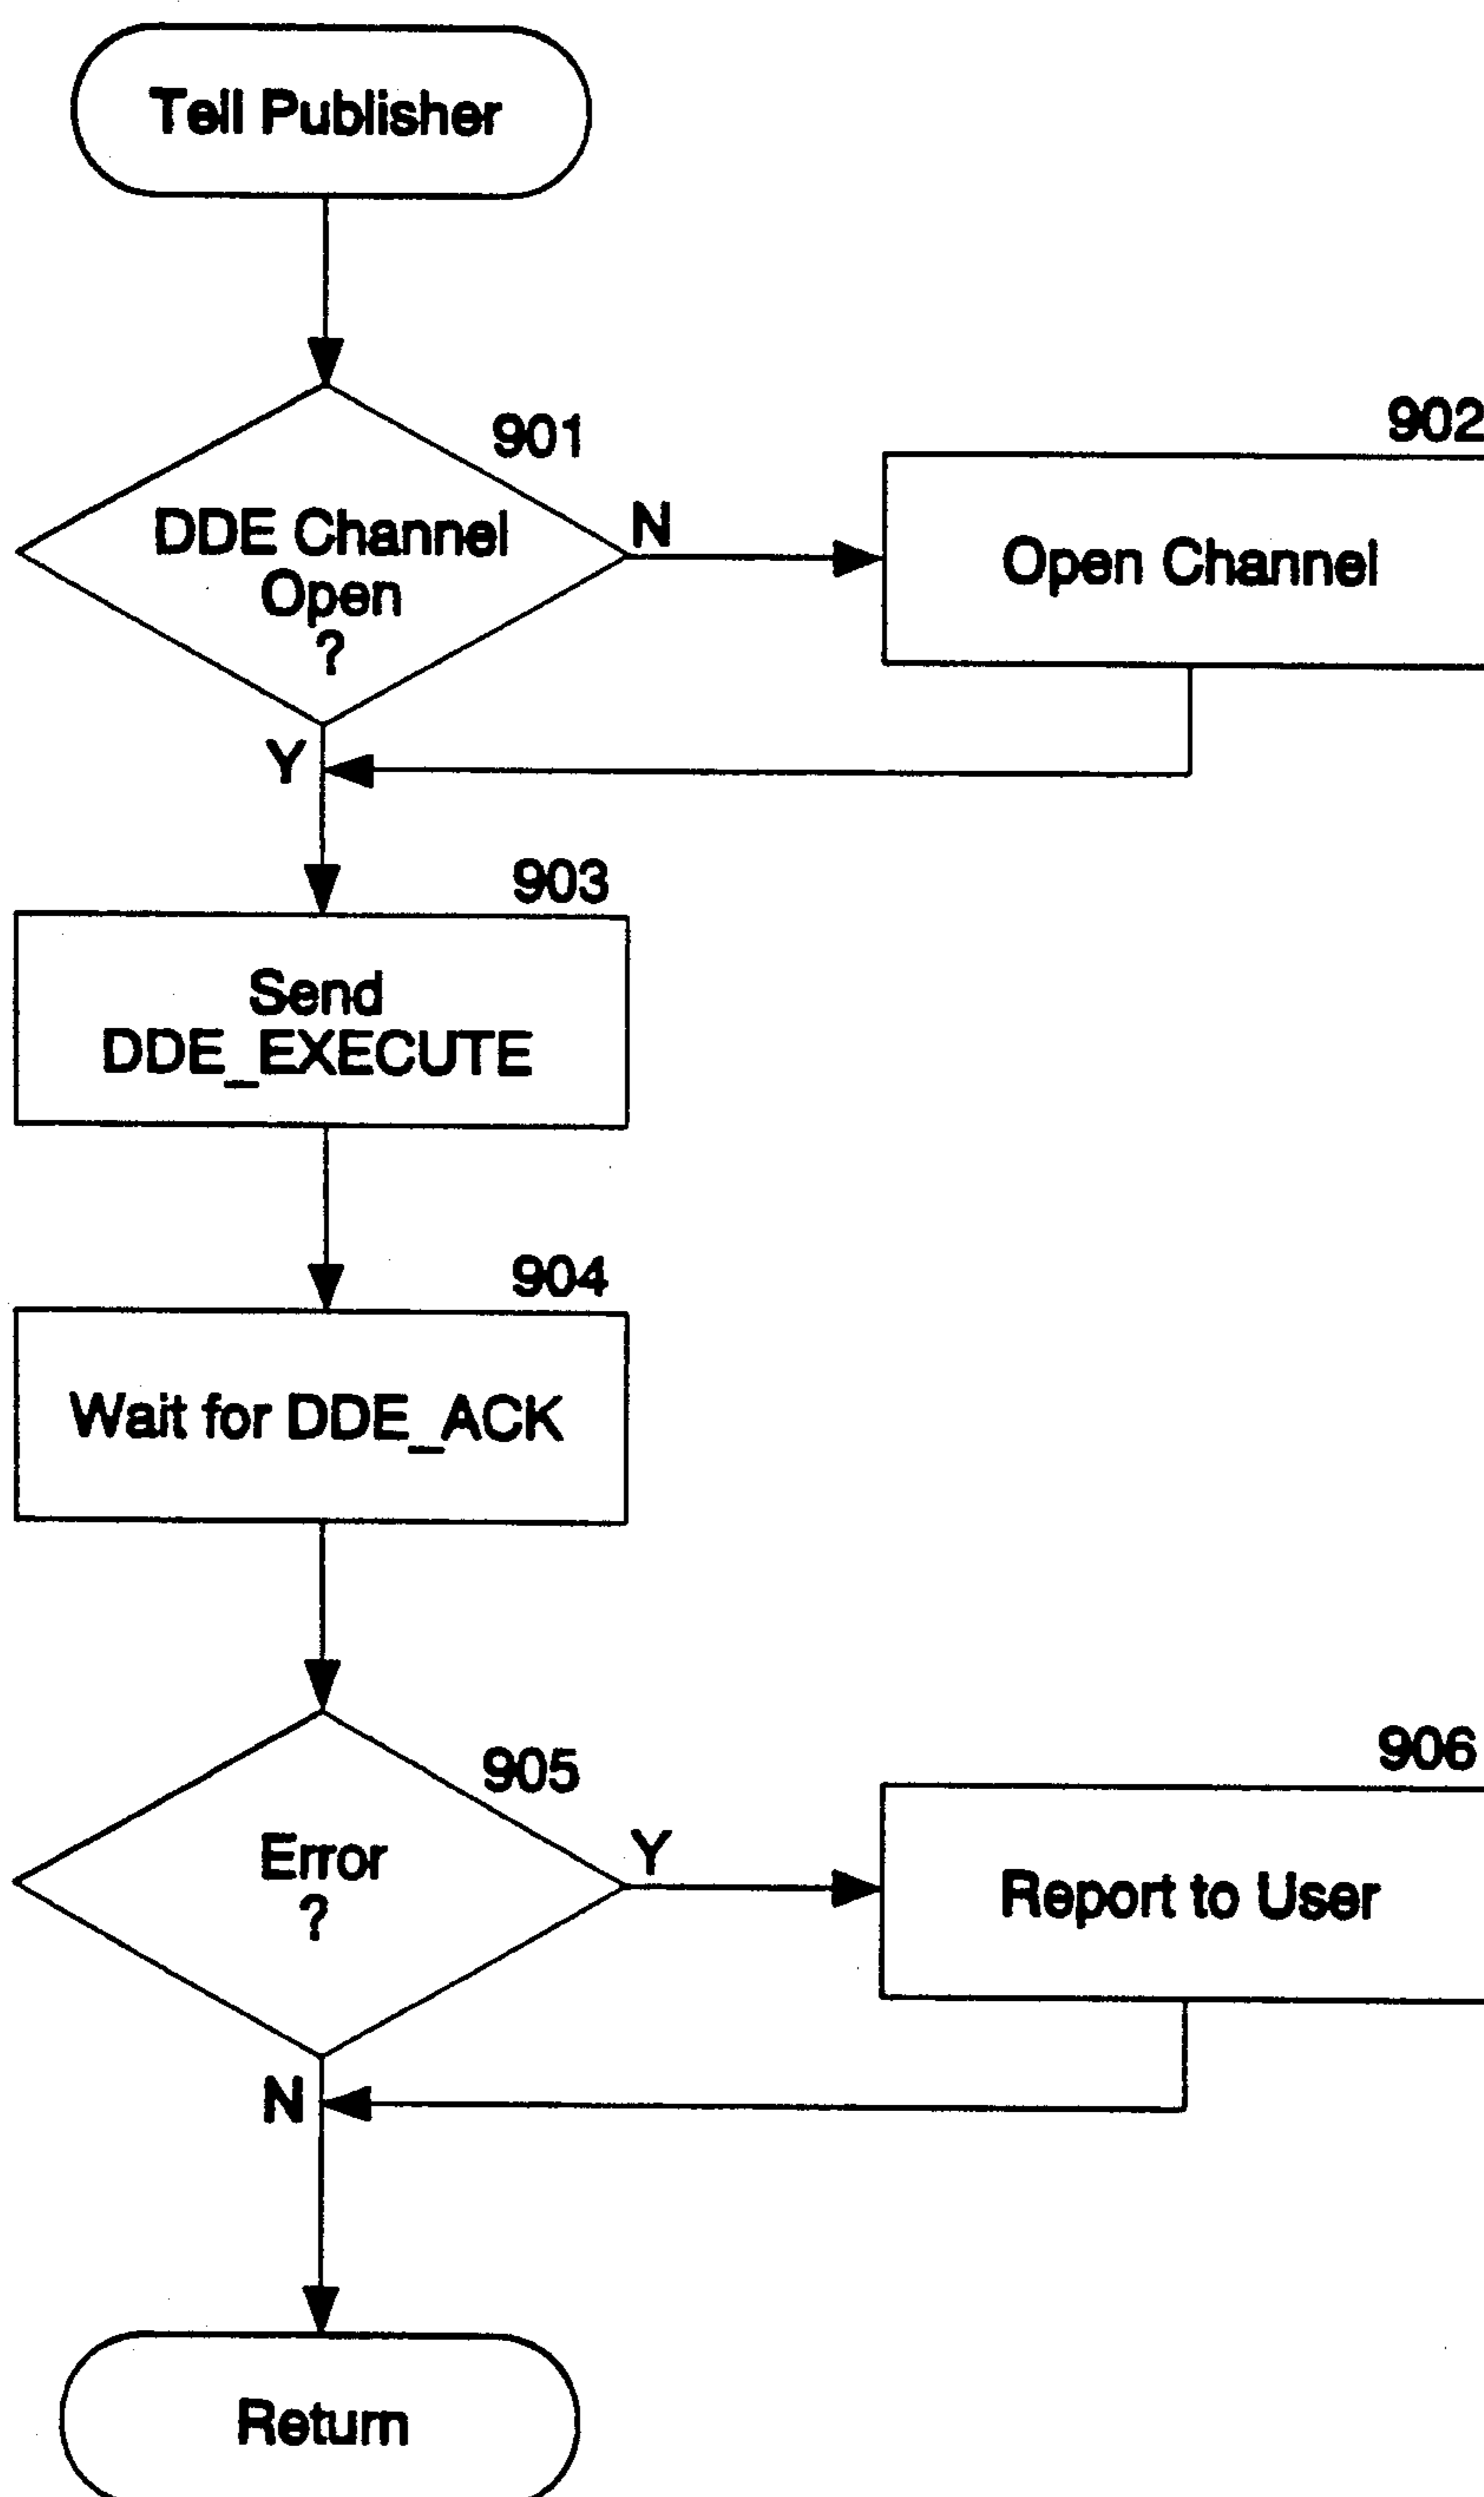 Tell Publisher
901
DDE Channel
Open
?
N
902
Open Channel
Y
903
Send
DDE_EXECUTE
904
Wait for DDE_ACK
905
Error
?
Y
906
Report to User
N
Return